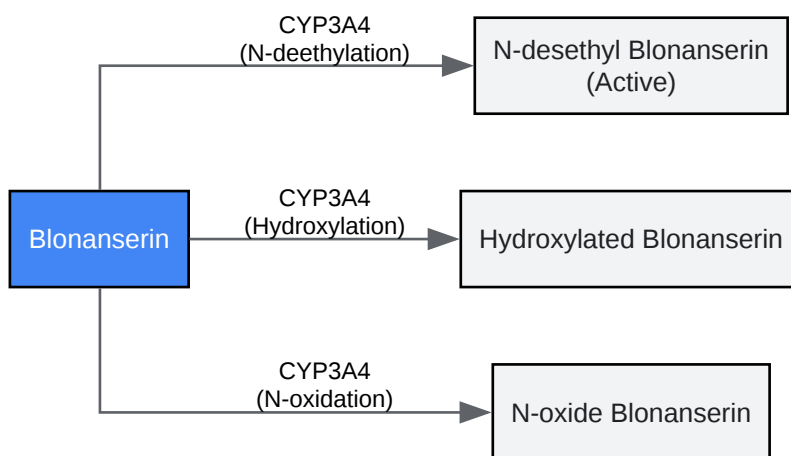 CYP3A4
(N-deethylation)
N-desethyl Blonanserin
(Active)
Blonanserin
CYP3A4
(Hydroxylation)
Hydroxylated Blonanserin
CYP3A4
(N-oxidation)
N-oxide Blonanserin